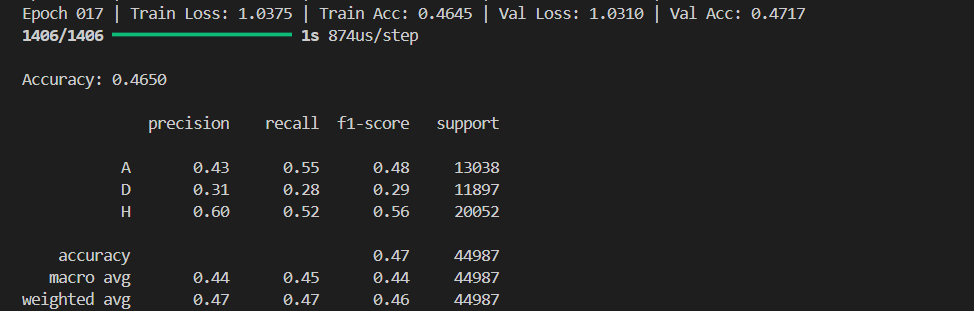 Epoch 017 | Train Loss: 1.0375 | Train Acc: 0.4645 | Val Loss: 1.0310 | Val Acc: 0.4717
1406/1406 ━━━━━━━━━━━━━━━━━━━━ 1s 874us/step
Accuracy: 0.4650
precision recall f1-score support
A 0.43 0.55 0.48 13038
D 0.31 0.28 0.29 11897
H 0.60 0.52 0.56 20052
accuracy 0.47 44987
macro avg 0.44 0.45 0.44 44987
weighted avg 0.47 0.47 0.46 44987